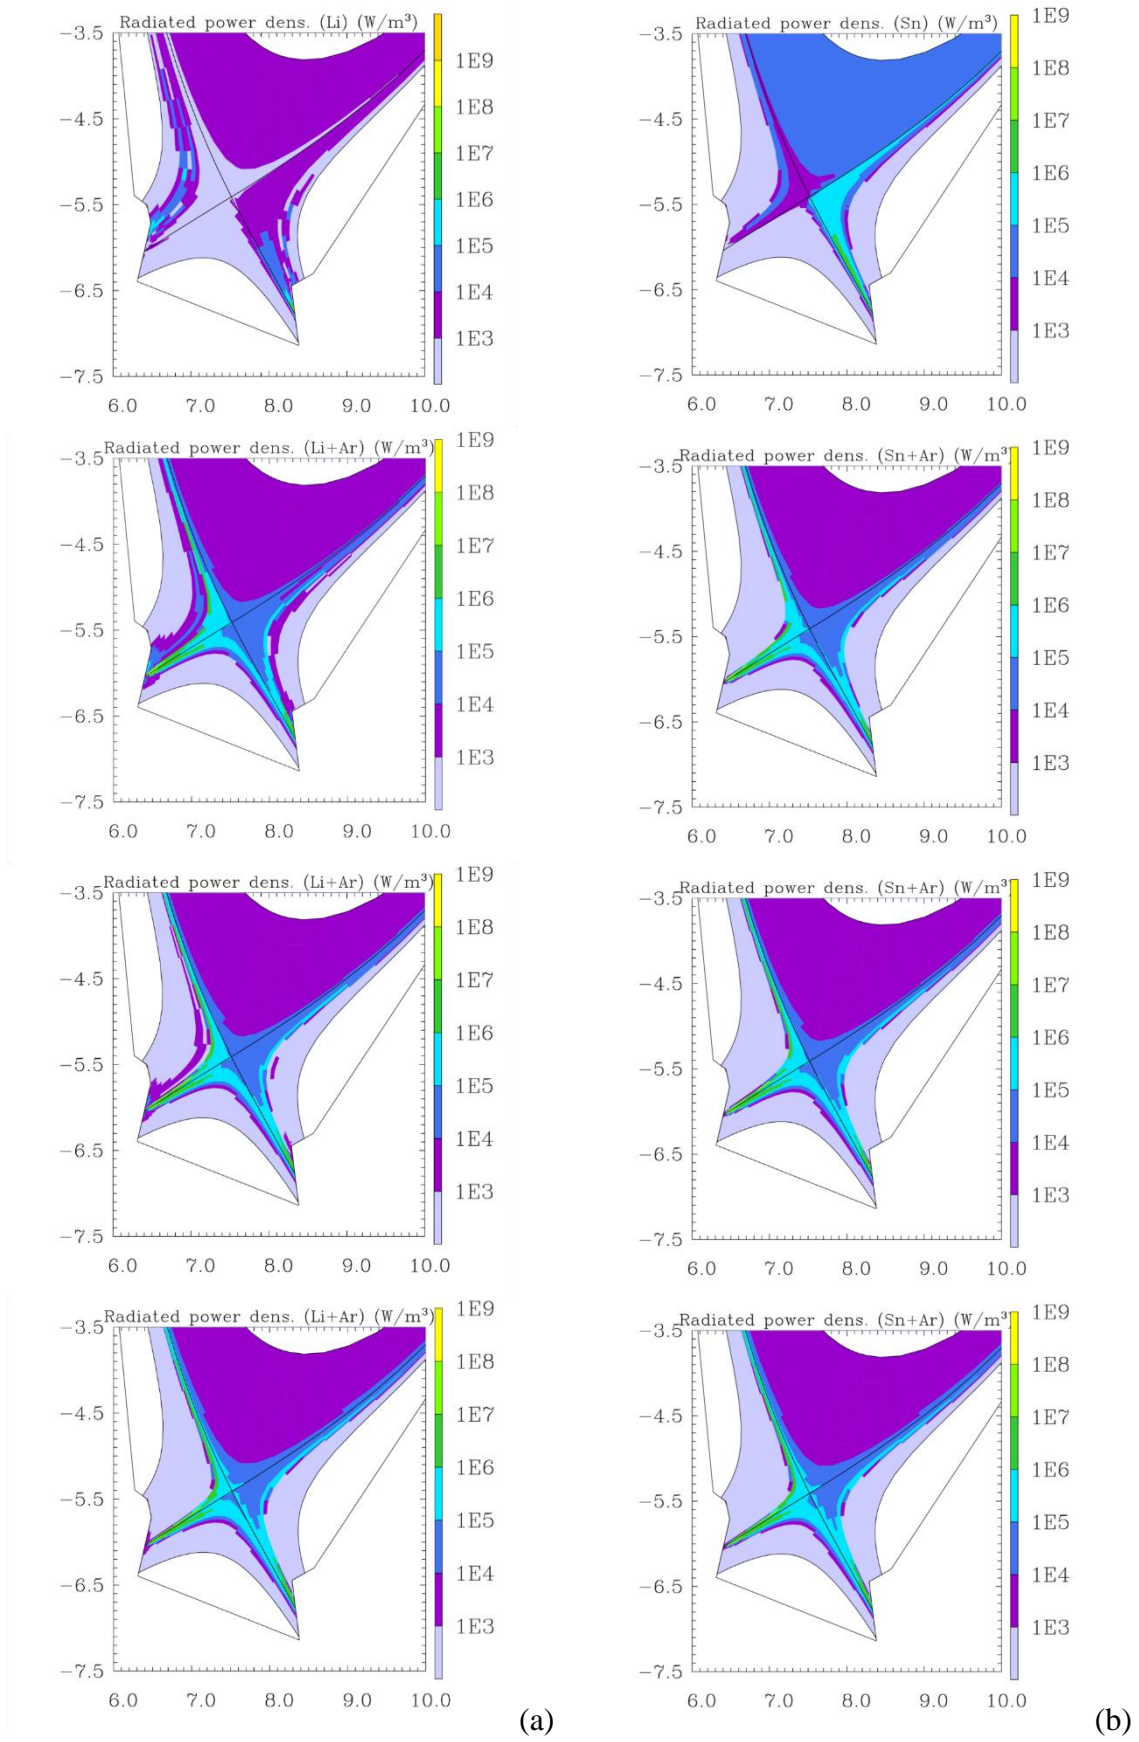 Radiated power dens. (Li) (W/m³)
−3.5
−4.5
−5.5
−6.5
−7.5
6.0 7.0 8.0 9.0 10.0
1E9
1E8
1E7
1E6
1E5
1E4
1E3
Radiated power dens. (Sn) (W/m³)
−3.5
−4.5
−5.5
−6.5
−7.5
6.0 7.0 8.0 9.0 10.0
1E9
1E8
1E7
1E6
1E5
1E4
1E3
Radiated power dens. (Li+Ar) (W/m³)
−3.5
−4.5
−5.5
−6.5
−7.5
6.0 7.0 8.0 9.0 10.0
1E9
1E8
1E7
1E6
1E5
1E4
1E3
Radiated power dens. (Sn+Ar) (W/m³
−3.5
−4.5
−5.5
−6.5
−7.5
6.0 7.0 8.0 9.0 10.0
1E9
1E8
1E7
1E6
1E5
1E4
1E3
Radiated power dens. (Li+Ar) (W/m³)
−3.5
−4.5
−5.5
−6.5
−7.5
6.0 7.0 8.0 9.0 10.0
1E9
1E8
1E7
1E6
1E5
1E4
1E3
Radiated power dens. (Sn+Ar) (W/m³
−3.5
−4.5
−5.5
−6.5
−7.5
6.0 7.0 8.0 9.0 10.0
1E9
1E8
1E7
1E6
1E5
1E4
1E3
Radiated power dens. (Li+Ar) (W/m³)
−3.5
−4.5
−5.5
−6.5
−7.5
6.0 7.0 8.0 9.0 10.0
1E9
1E8
1E7
1E6
1E5
1E4
1E3
Radiated power dens. (Sn+Ar) (W/m³
−3.5
−4.5
−5.5
−6.5
−7.5
6.0 7.0 8.0 9.0 10.0
1E9
1E8
1E7
1E6
1E5
1E4
1E3
(a) (b)